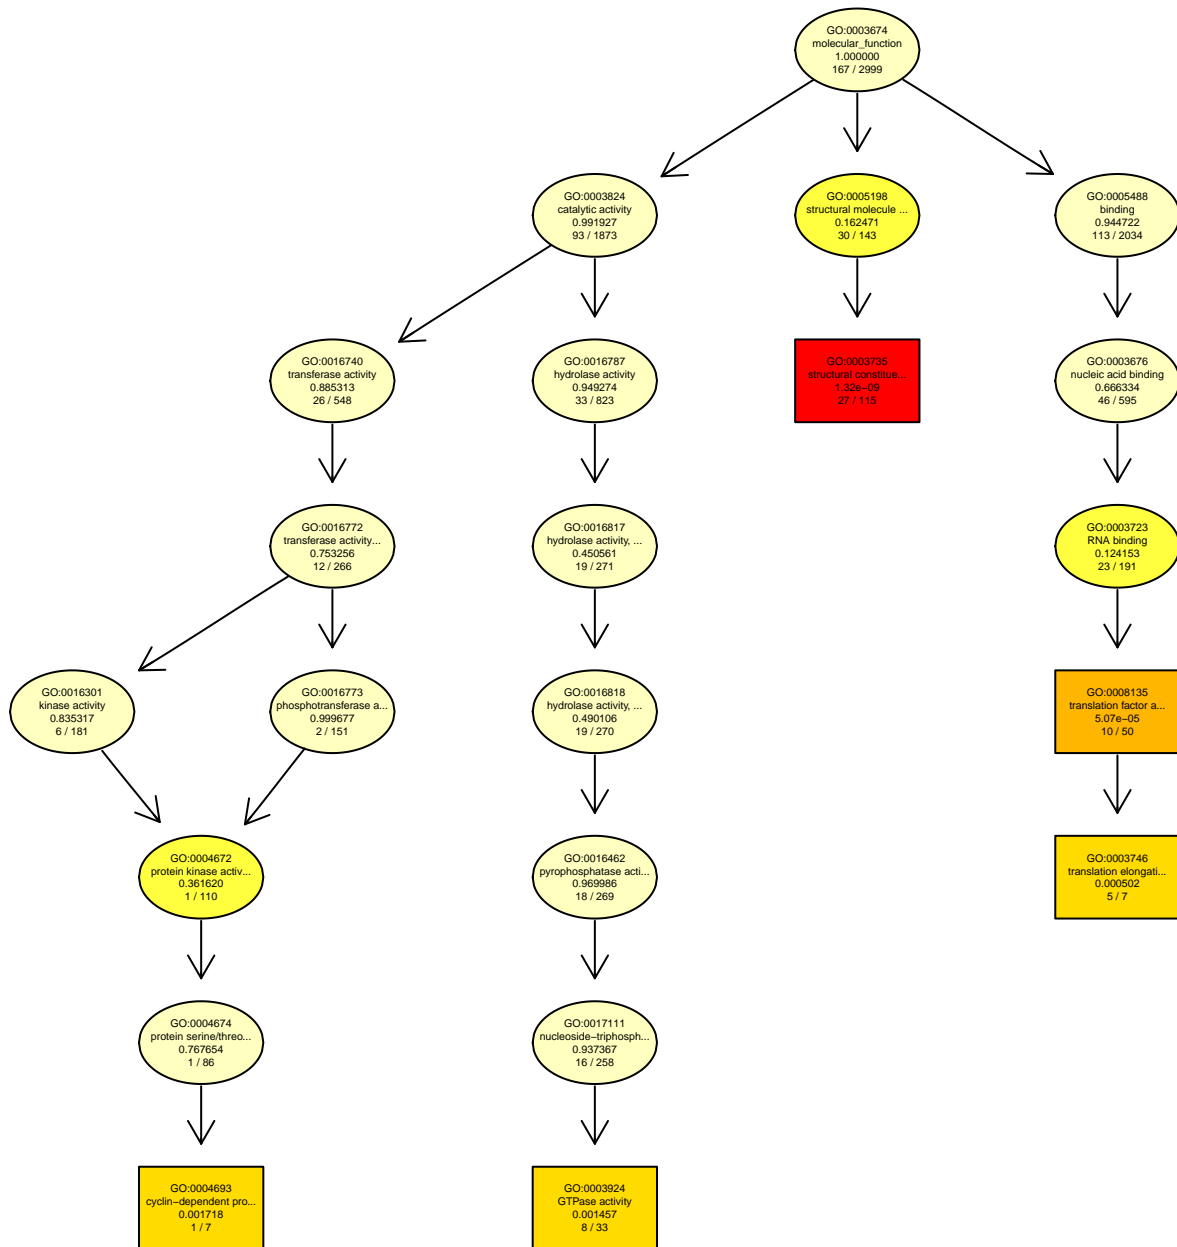 GO:0003674
molecular_function
1.000000
167 / 2999
GO:0003824
catalytic activity
0.991927
93 / 1873
GO:0005198
structural molecule ...
0.162471
30 / 143
GO:0005488
binding
0.944722
113 / 2034
GO:0016740
transferase activity
0.885313
26 / 548
GO:0016787
hydrolase activity
0.949274
33 / 823
GO:0003735
structural constitue...
1.32e−09
27 / 115
GO:0003676
nucleic acid binding
0.666334
46 / 595
GO:0016772
transferase activity...
0.753256
12 / 266
GO:0016817
hydrolase activity, ...
0.450561
19 / 271
GO:0003723
RNA binding
0.124153
23 / 191
GO:0016301
kinase activity
0.835317
6 / 181
GO:0016773
phosphotransferase a...
0.999677
2 / 151
GO:0016818
hydrolase activity, ...
0.490106
19 / 270
GO:0008135
translation factor a...
5.07e−05
10 / 50
GO:0004672
protein kinase activ...
0.361620
1 / 110
GO:0016462
pyrophosphatase acti...
0.969986
18 / 269
GO:0003746
translation elongati...
0.000502
5 / 7
GO:0004674
protein serine/threo...
0.767654
1 / 86
GO:0017111
nucleoside−triphosph...
0.937367
16 / 258
GO:0004693
cyclin−dependent pro...
0.001718
1 / 7
GO:0003924
GTPase activity
0.001457
8 / 33